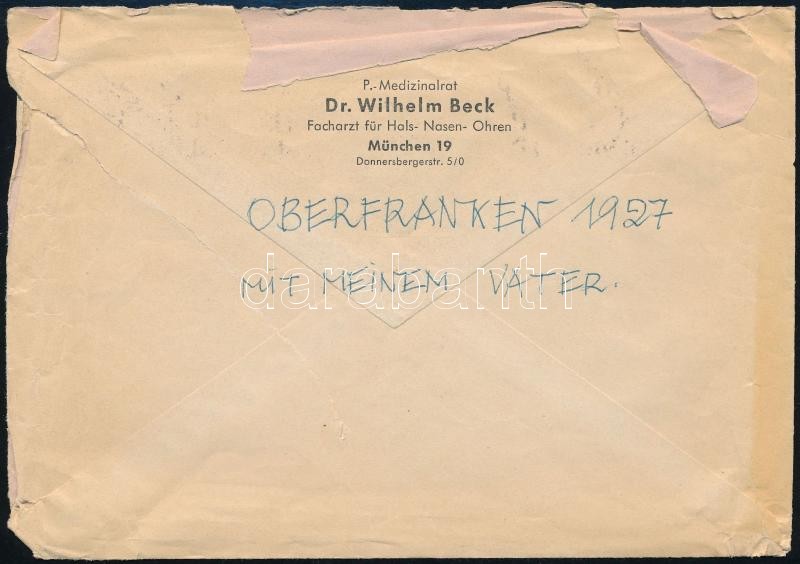 P.-Medizinalrat
Dr. Wilhelm Beck
Facharzt für Hals- Nasen- Ohren
München 19
Donnersbergerstr. 5/0
OBERFRANKEN 1927
MIT MEINEM VATER.
darabanth